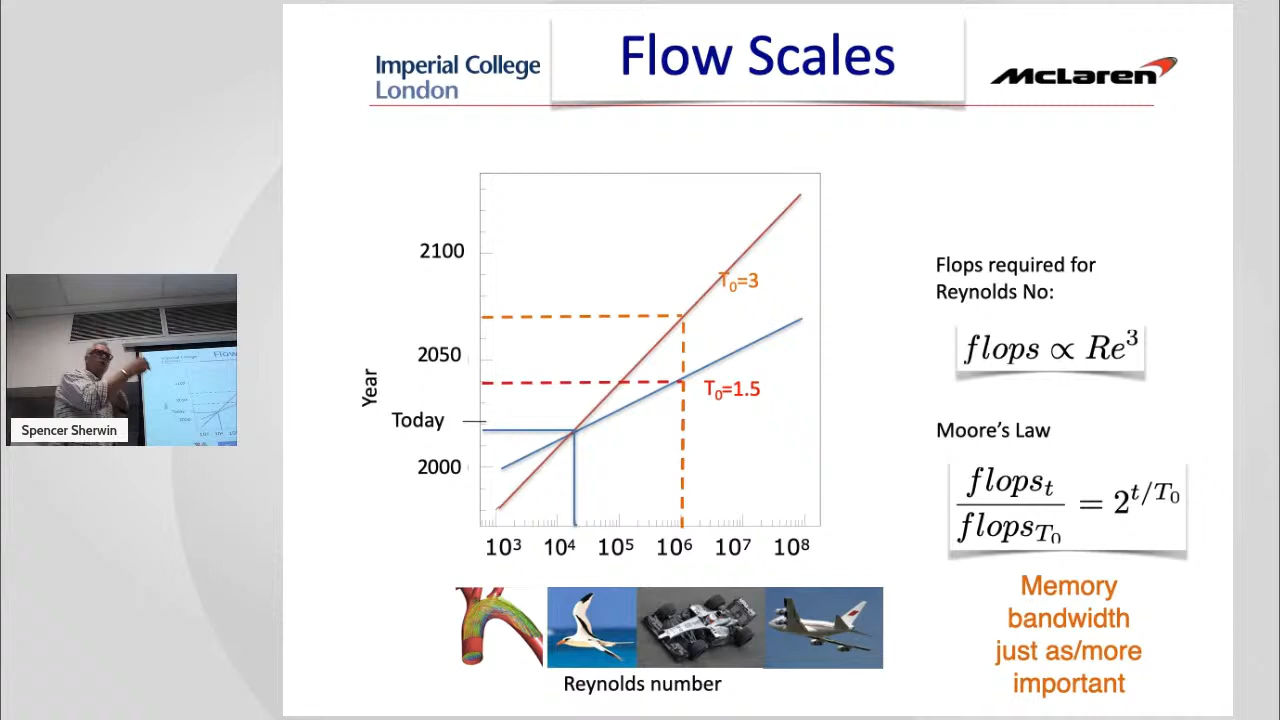 Flow Scales
Imperial College
London
McLaren
2100
2050
Today
2000
Year
T₀=3
T₀=1.5
10³ 10⁴ 10⁵ 10⁶ 10⁷ 10⁸
Reynolds number
Flops required for
Reynolds No:
flops ∝ Re³
Moore's Law
flopsₜ
flops_T₀
= 2^{t/T₀}
Memory
bandwidth
just as/more
important
Spencer Sherwin